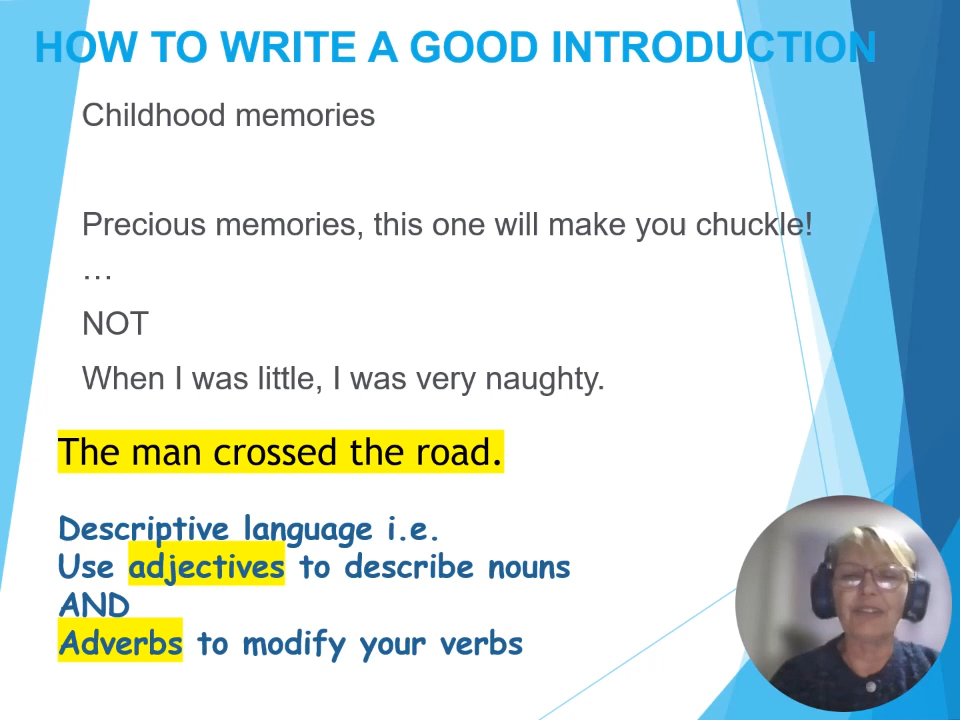 HOW TO WRITE A GOOD INTRODUCTION
Childhood memories
Precious memories, this one will make you chuckle!
…
NOT
When I was little, I was very naughty.
The man crossed the road.
Descriptive language i.e.
Use adjectives to describe nouns
AND
Adverbs to modify your verbs